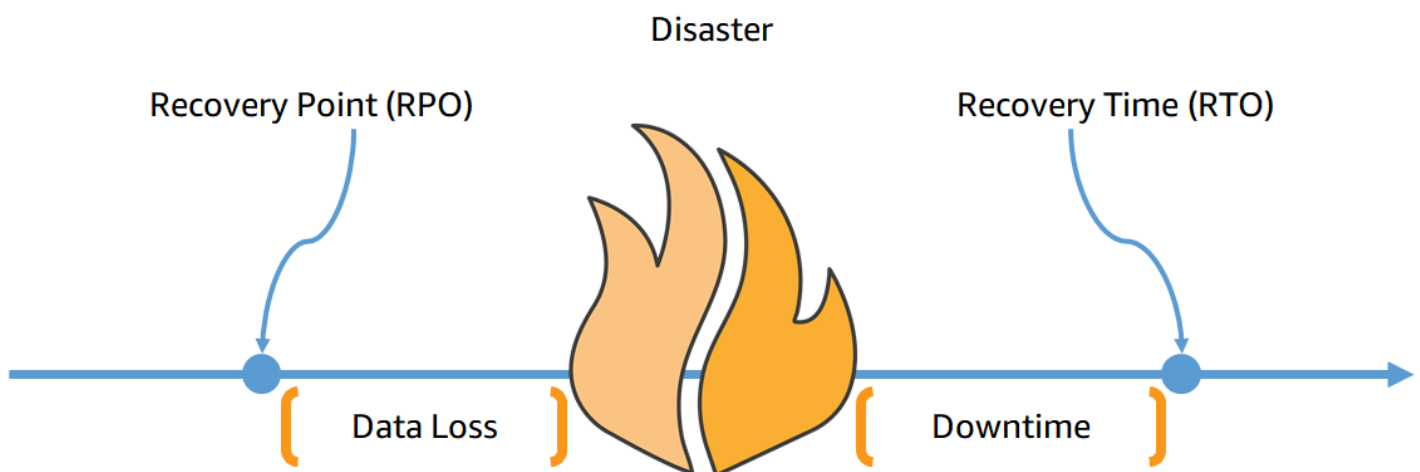 Disaster
Recovery Point (RPO)
Recovery Time (RTO)
Data Loss
Downtime